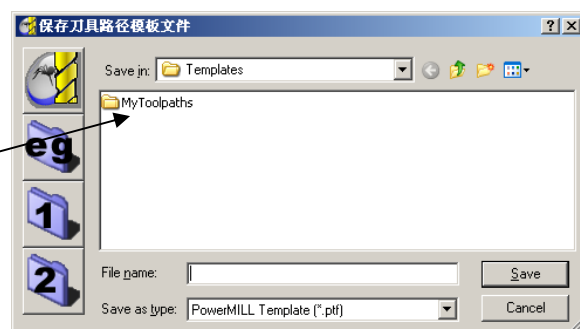 保存刀具路径模板文件
Save in: Templates
MyToolpaths
eg
1
2
File name:
Save
Save as type: PowerMILL Template (*.ptf)
Cancel